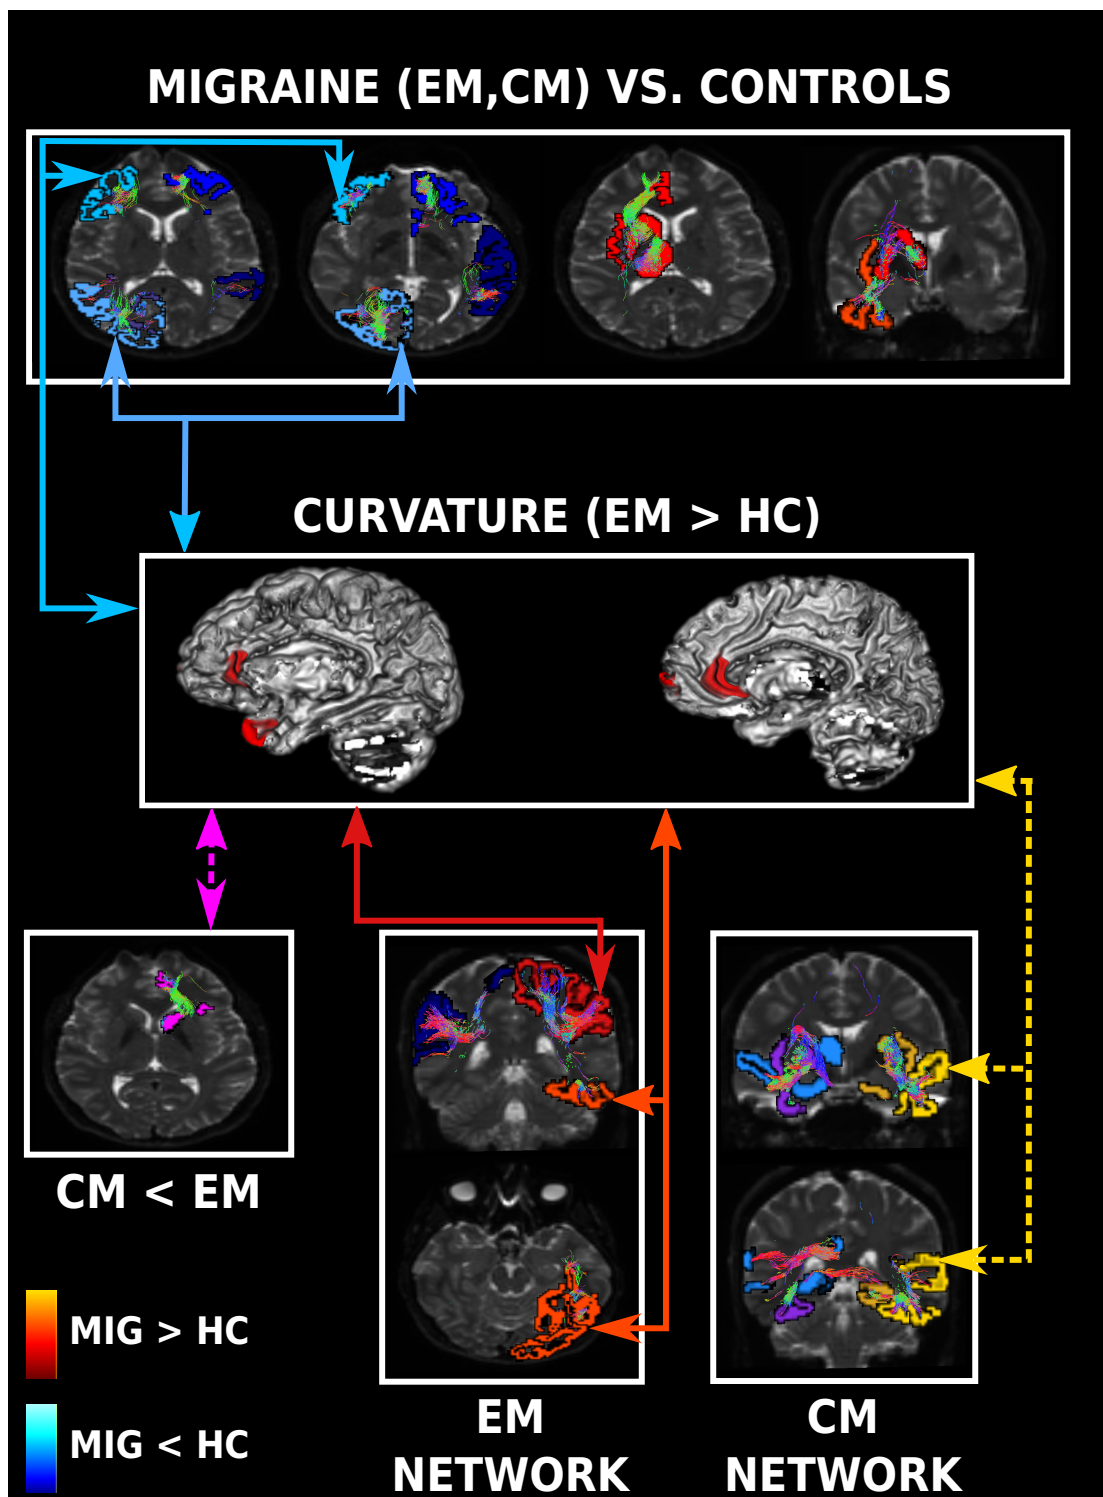 MIGRAINE (EM,CM) VS. CONTROLS
CURVATURE (EM > HC)
CM < EM
MIG > HC
MIG < HC
EM
NETWORK
CM
NETWORK